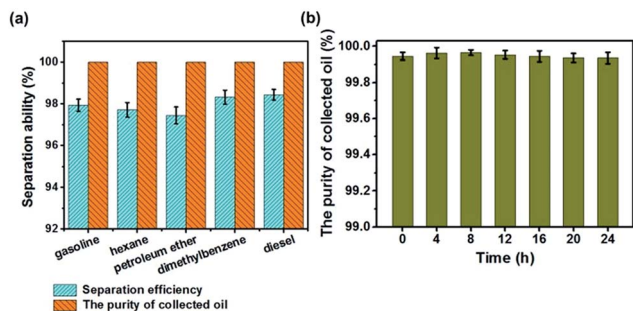 (a)
Separation ability (%)
102
100
98
96
94
92
gasoline
hexane
petroleum ether
dimethylbenzene
diesel
Separation efficiency
The purity of collected oil
(b)
The purity of collected oil (%)
100.0
99.8
99.6
99.4
99.2
99.0
0 4 8 12 16 20 24
Time (h)